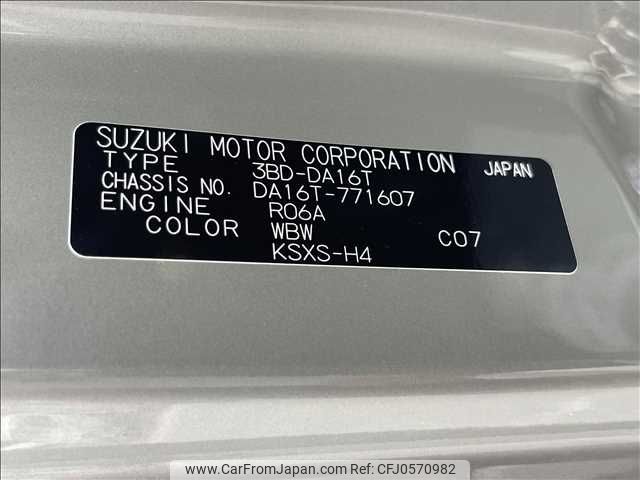 SUZUKI MOTOR CORPORATION JAPAN
TYPE 3BD-DA16T
CHASSIS NO. DA16T-771607
ENGINE R06A
COLOR WBW C07
KSXS-H4
www.CarFromJapan.com | CFJ0570982